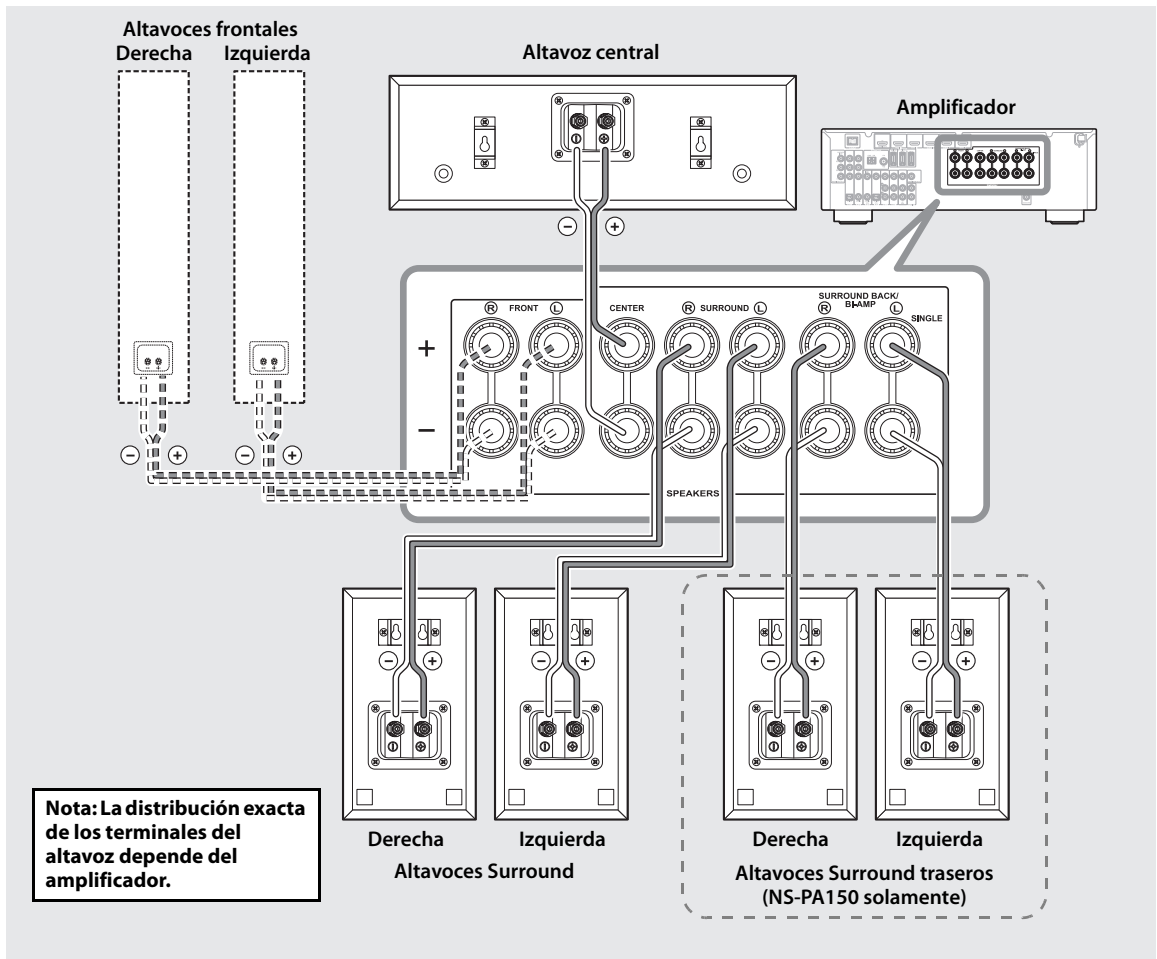 Altavoces frontales
Derecha Izquierda
Altavoz central
Amplificador
− +
R FRONT L CENTER R SURROUND L SURROUND BACK/
BI-AMP
R L SINGLE
+
−
− + − +
SPEAKERS
− + − + − + − +
Derecha Izquierda
Altavoces Surround
Derecha Izquierda
Altavoces Surround traseros
(NS-PA150 solamente)
Nota: La distribución exacta
de los terminales del
altavoz depende del
amplificador.